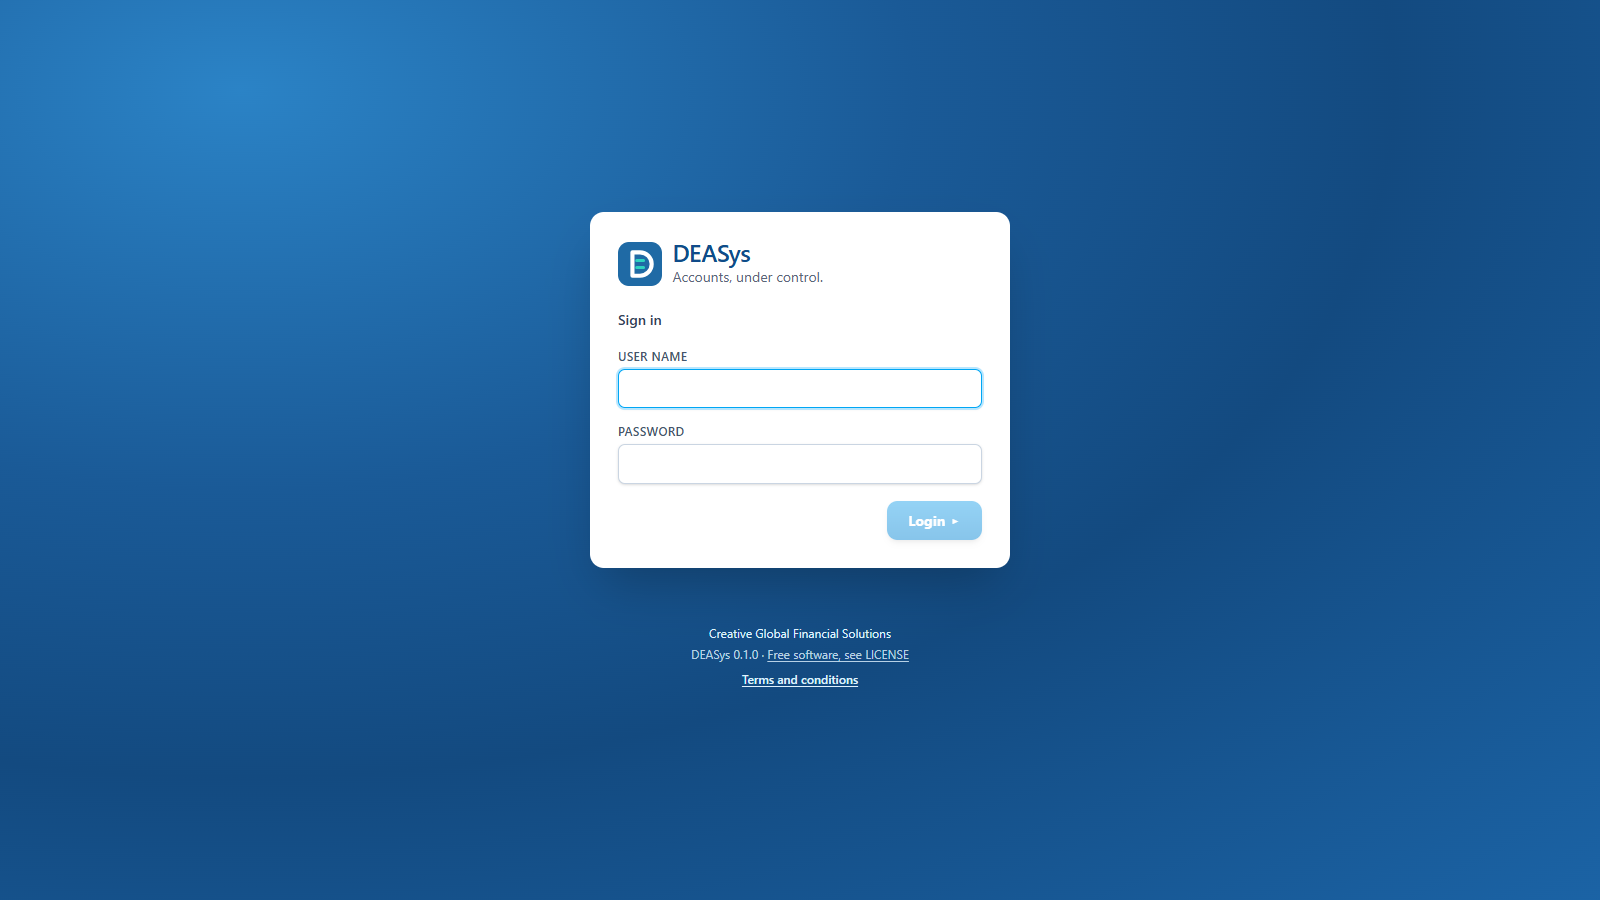 DEASys
Accounts, under control.
Sign in
USER NAME
PASSWORD
Login ▸
Creative Global Financial Solutions
DEASys 0.1.0 · Free software, see LICENSE
Terms and conditions